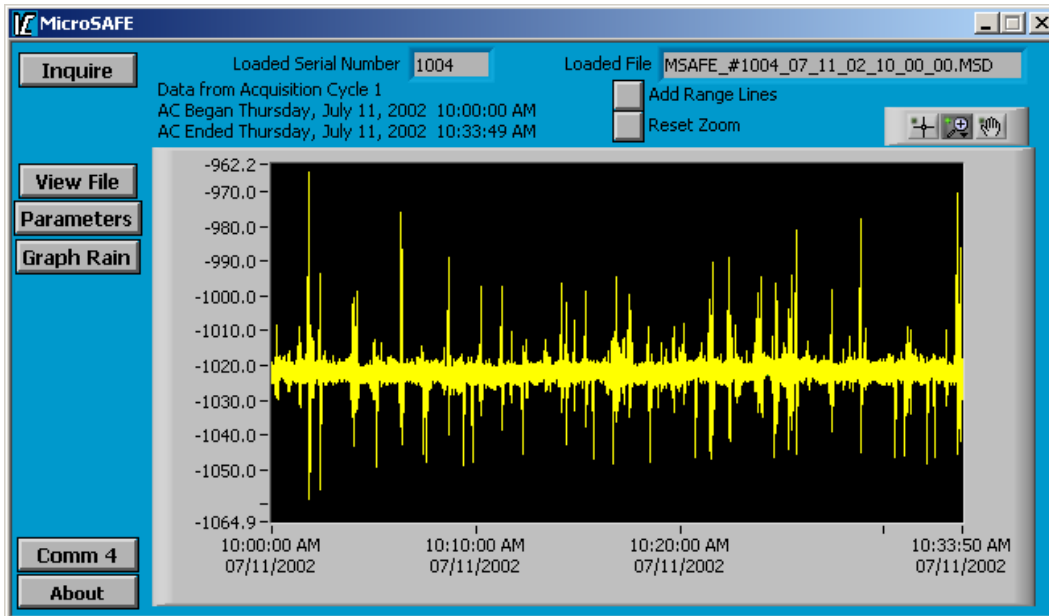 MicroSAFE
Inquire
Loaded Serial Number 1004
Loaded File MSAFE_#1004_07_11_02_10_00_00.MSD
Data from Acquisition Cycle 1
AC Began Thursday, July 11, 2002 10:00:00 AM
AC Ended Thursday, July 11, 2002 10:33:49 AM
Add Range Lines
Reset Zoom
View File
Parameters
Graph Rain
Comm 4
About
-962.2
-970.0
-980.0
-990.0
-1000.0
-1010.0
-1020.0
-1030.0
-1040.0
-1050.0
-1064.9
10:00:00 AM
07/11/2002
10:10:00 AM
07/11/2002
10:20:00 AM
07/11/2002
10:33:50 AM
07/11/2002